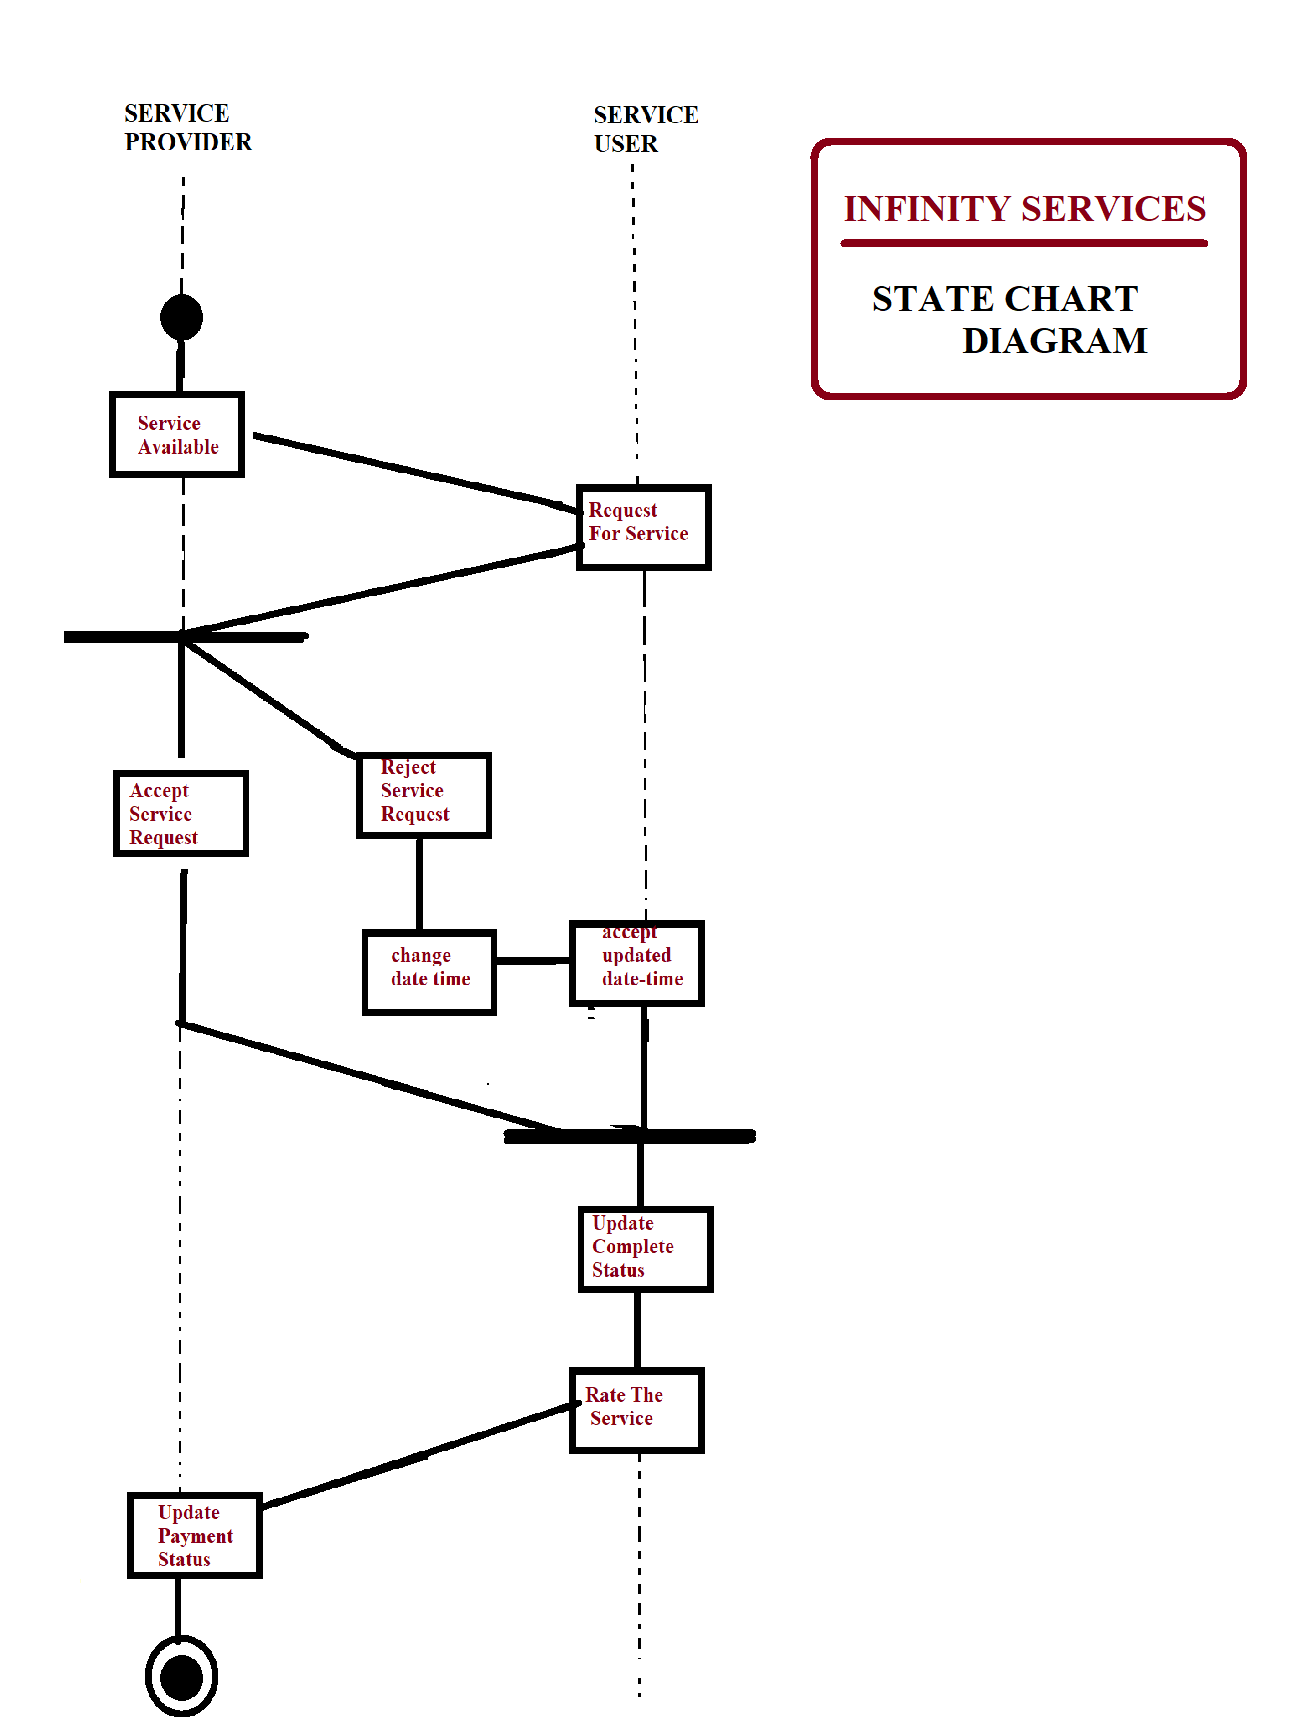 SERVICE
PROVIDER
SERVICE
USER
INFINITY SERVICES
STATE CHART
DIAGRAM
Service
Available
Request
For Service
Accept
Service
Request
Reject
Service
Request
change
date time
accept
updated
date-time
Update
Complete
Status
Rate The
Service
Update
Payment
Status